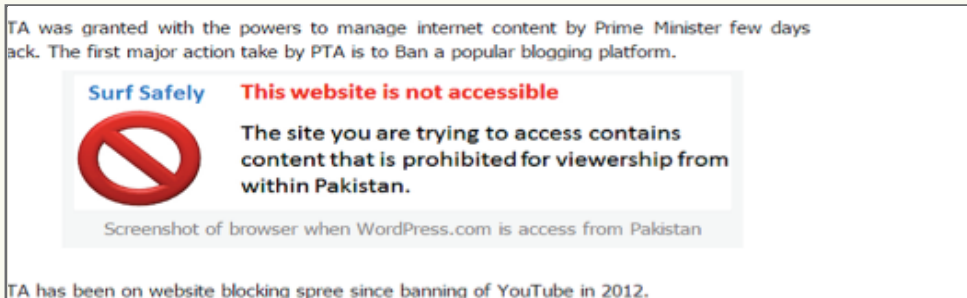 TA was granted with the powers to manage internet content by Prime Minister few days
ack. The first major action take by PTA is to Ban a popular blogging platform.
Surf Safely
This website is not accessible
The site you are trying to access contains
content that is prohibited for viewership from
within Pakistan.
Screenshot of browser when WordPress.com is access from Pakistan
TA has been on website blocking spree since banning of YouTube in 2012.